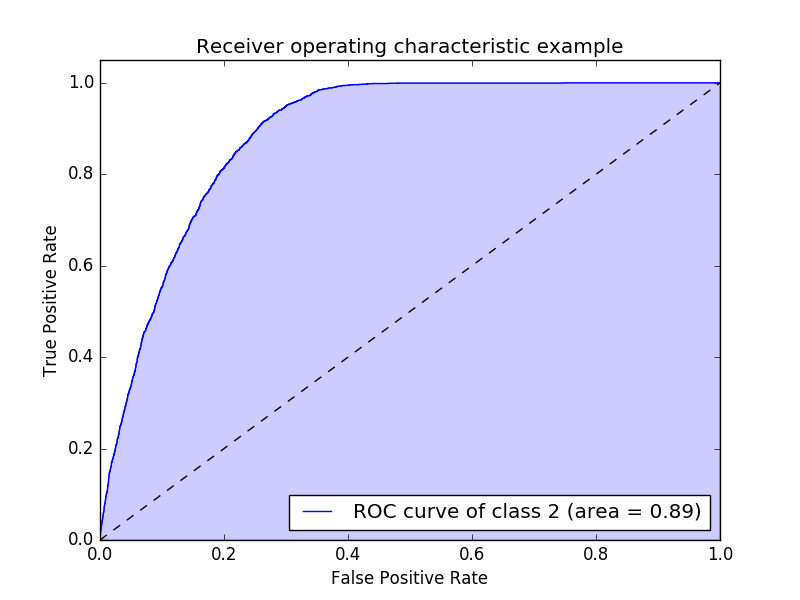 Receiver operating characteristic example
1.0
0.8
0.6
0.4
0.2
0.0
True Positive Rate
ROC curve of class 2 (area = 0.89)
0.0 0.2 0.4 0.6 0.8 1.0
False Positive Rate